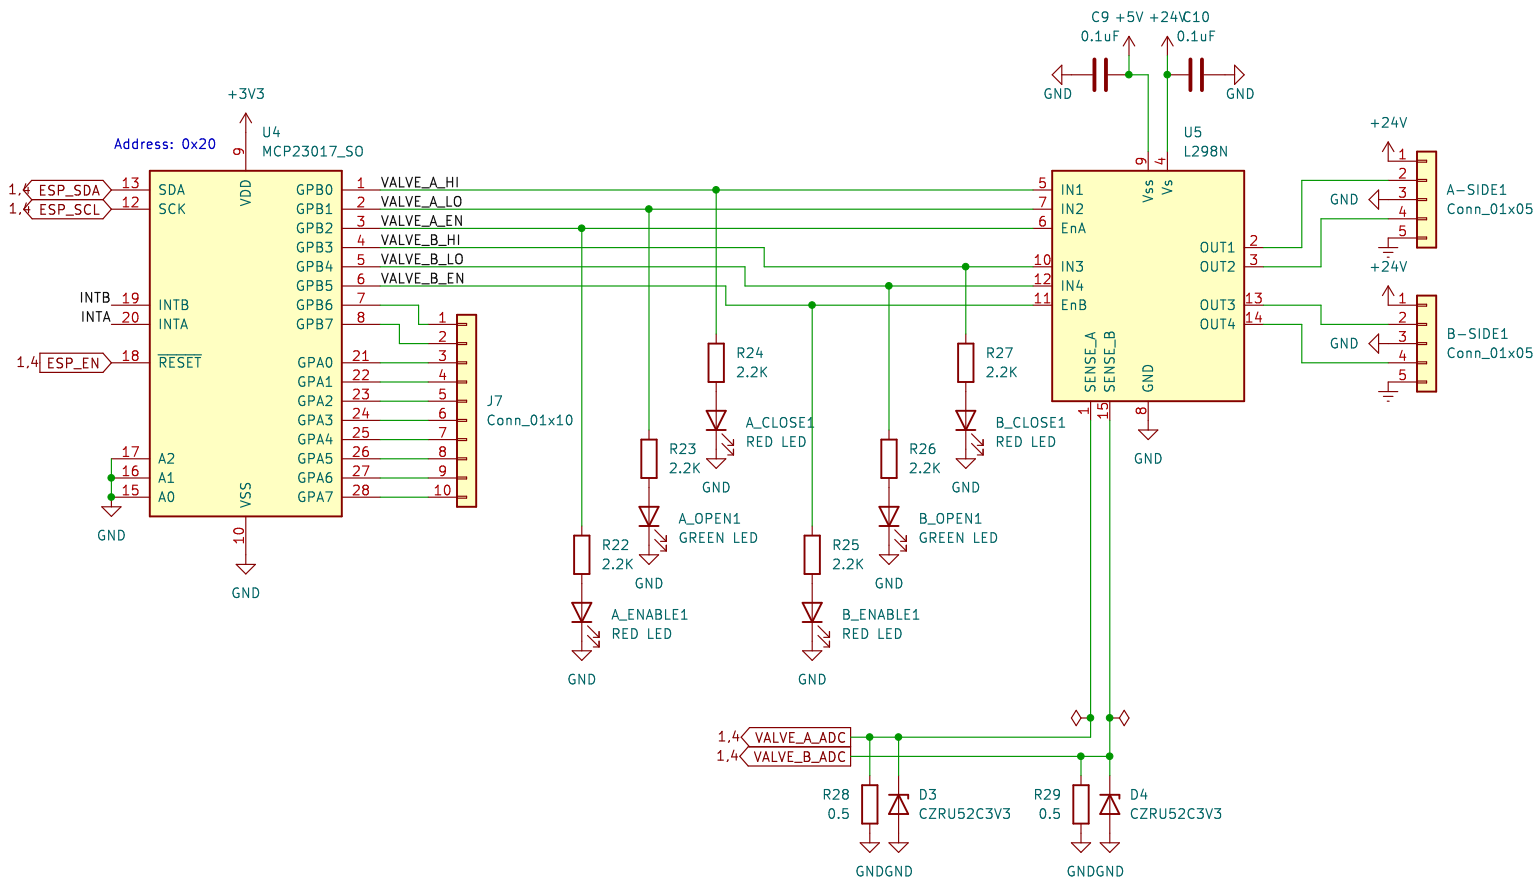 C9 +5V +24V C10
0.1uF 0.1uF
GND GND
+3V3
Address: 0x20
U4
MCP23017_SO
9
VDD
1,4 ESP_SDA 13 SDA
1,4 ESP_SCL 12 SCK
INTB 19 INTB
INTA 20 INTA
1,4 ESP_EN 18 RESET
17 A2
16 A1
15 A0
GND
VSS
10
GND
GPB0 1 VALVE_A_HI
GPB1 2 VALVE_A_LO
GPB2 3 VALVE_A_EN
GPB3 4 VALVE_B_HI
GPB4 5 VALVE_B_LO
GPB5 6 VALVE_B_EN
GPB6 7
GPB7 8
GPA0 21
GPA1 22
GPA2 23
GPA3 24
GPA4 25
GPA5 26
GPA6 27
GPA7 28
1
2
3
4
5
6
7
8
9
10
J7
Conn_01x10
R24
2.2K
A_CLOSE1
RED LED
GND
R23
2.2K
A_OPEN1
GREEN LED
GND
R22
2.2K
A_ENABLE1
RED LED
GND
R27
2.2K
B_CLOSE1
RED LED
GND
R26
2.2K
B_OPEN1
GREEN LED
GND
R25
2.2K
B_ENABLE1
RED LED
GND
U5
L298N
9 4
Vss Vs
5 IN1
7 IN2
6 EnA
10 IN3
12 IN4
11 EnB
OUT1 2
OUT2 3
OUT3 13
OUT4 14
SENSE_A SENSE_B GND
1 15 8
GND
+24V
1
2
GND 3
4
5
A-SIDE1
Conn_01x05
+24V
1
2
GND 3
4
5
B-SIDE1
Conn_01x05
1,4 VALVE_A_ADC
1,4 VALVE_B_ADC
R28
0.5
D3
CZRU52C3V3
GND GND
R29
0.5
D4
CZRU52C3V3
GND GND